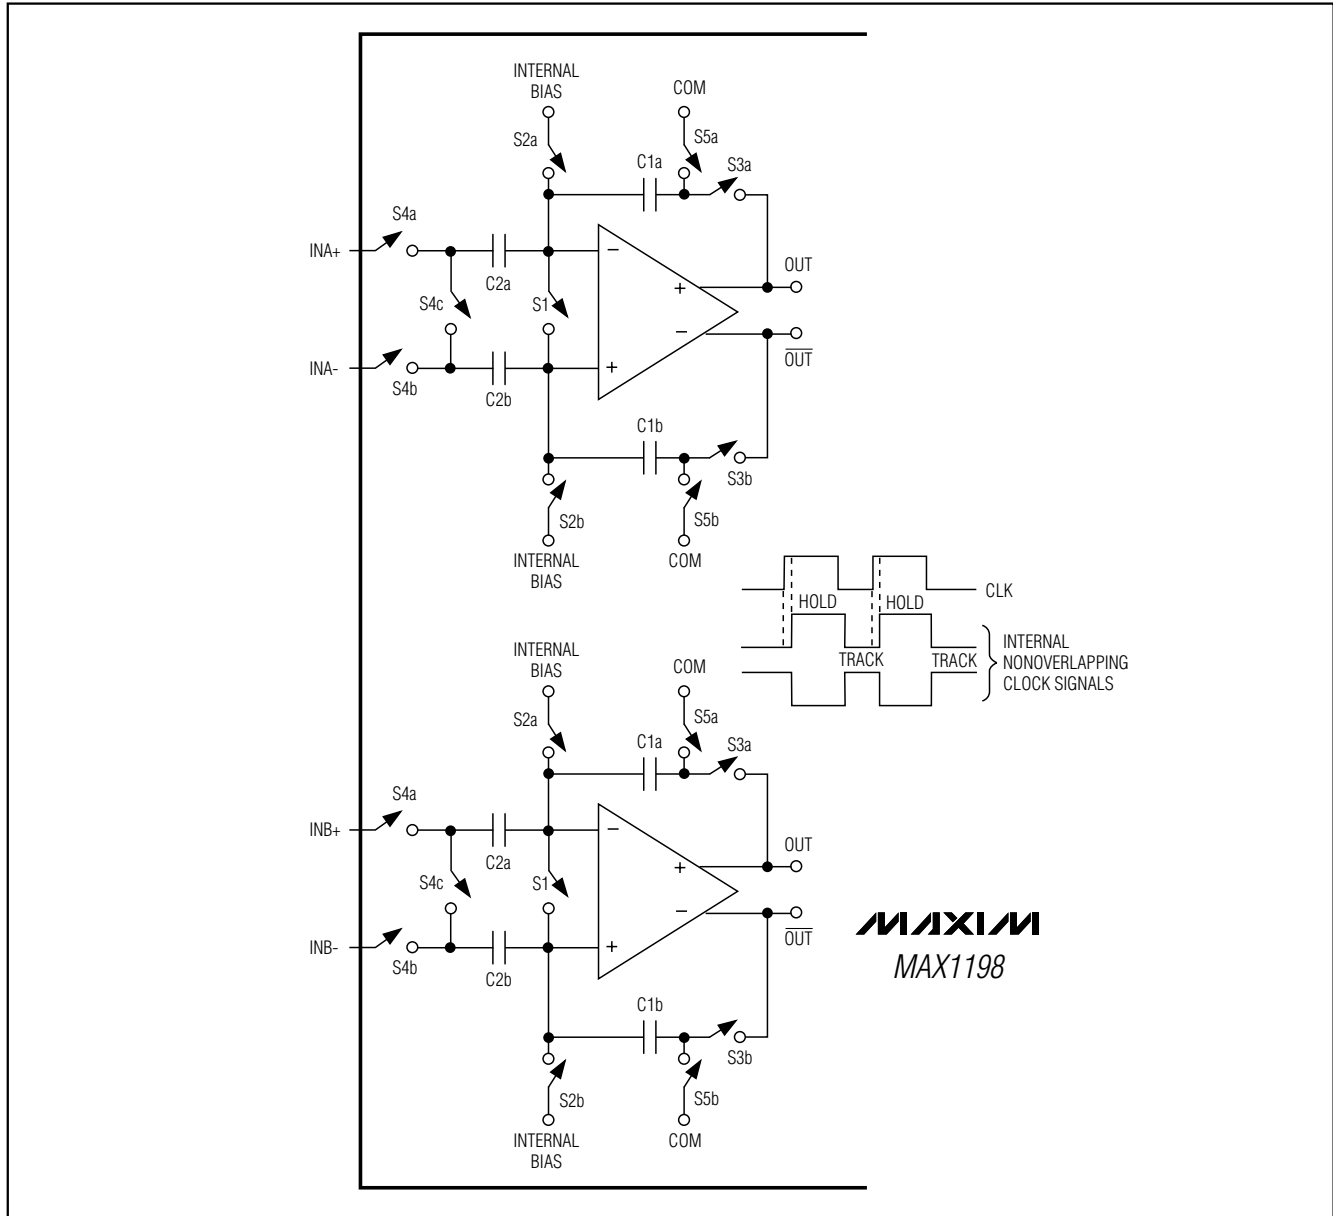 INTERNAL
BIAS
COM
S2a
S5a
C1a
S3a
S4a
INA+
−
OUT
C2a
+
S4c
S1
−
OUT
INA-
+
S4b
C2b
C1b
S3b
S2b
S5b
INTERNAL
BIAS
COM
CLK
HOLD
HOLD
TRACK
TRACK
INTERNAL
NONOVERLAPPING
CLOCK SIGNALS
INTERNAL
BIAS
COM
S2a
S5a
C1a
S3a
S4a
INB+
−
OUT
C2a
+
S4c
S1
−
OUT
INB-
+
S4b
C2b
MAXIM
MAX1198
C1b
S3b
S2b
S5b
INTERNAL
BIAS
COM